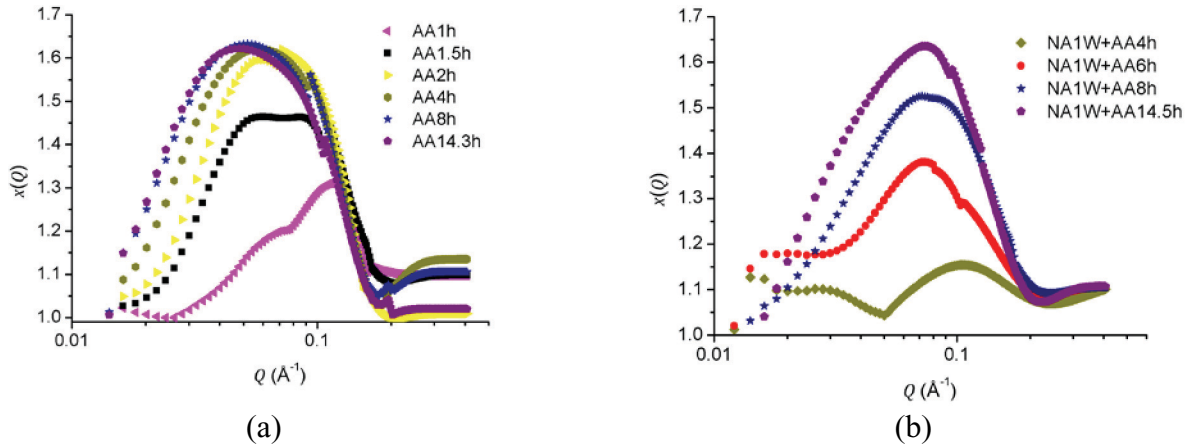 1.7
1.6
1.5
1.4
1.3
1.2
1.1
1.0
x(Q)
0.01
0.1
Q (Å⁻¹)
AA1h
AA1.5h
AA2h
AA4h
AA8h
AA14.3h
(a)
1.7
1.6
1.5
1.4
1.3
1.2
1.1
1.0
x(Q)
0.01
0.1
Q (Å⁻¹)
NA1W+AA4h
NA1W+AA6h
NA1W+AA8h
NA1W+AA14.5h
(b)